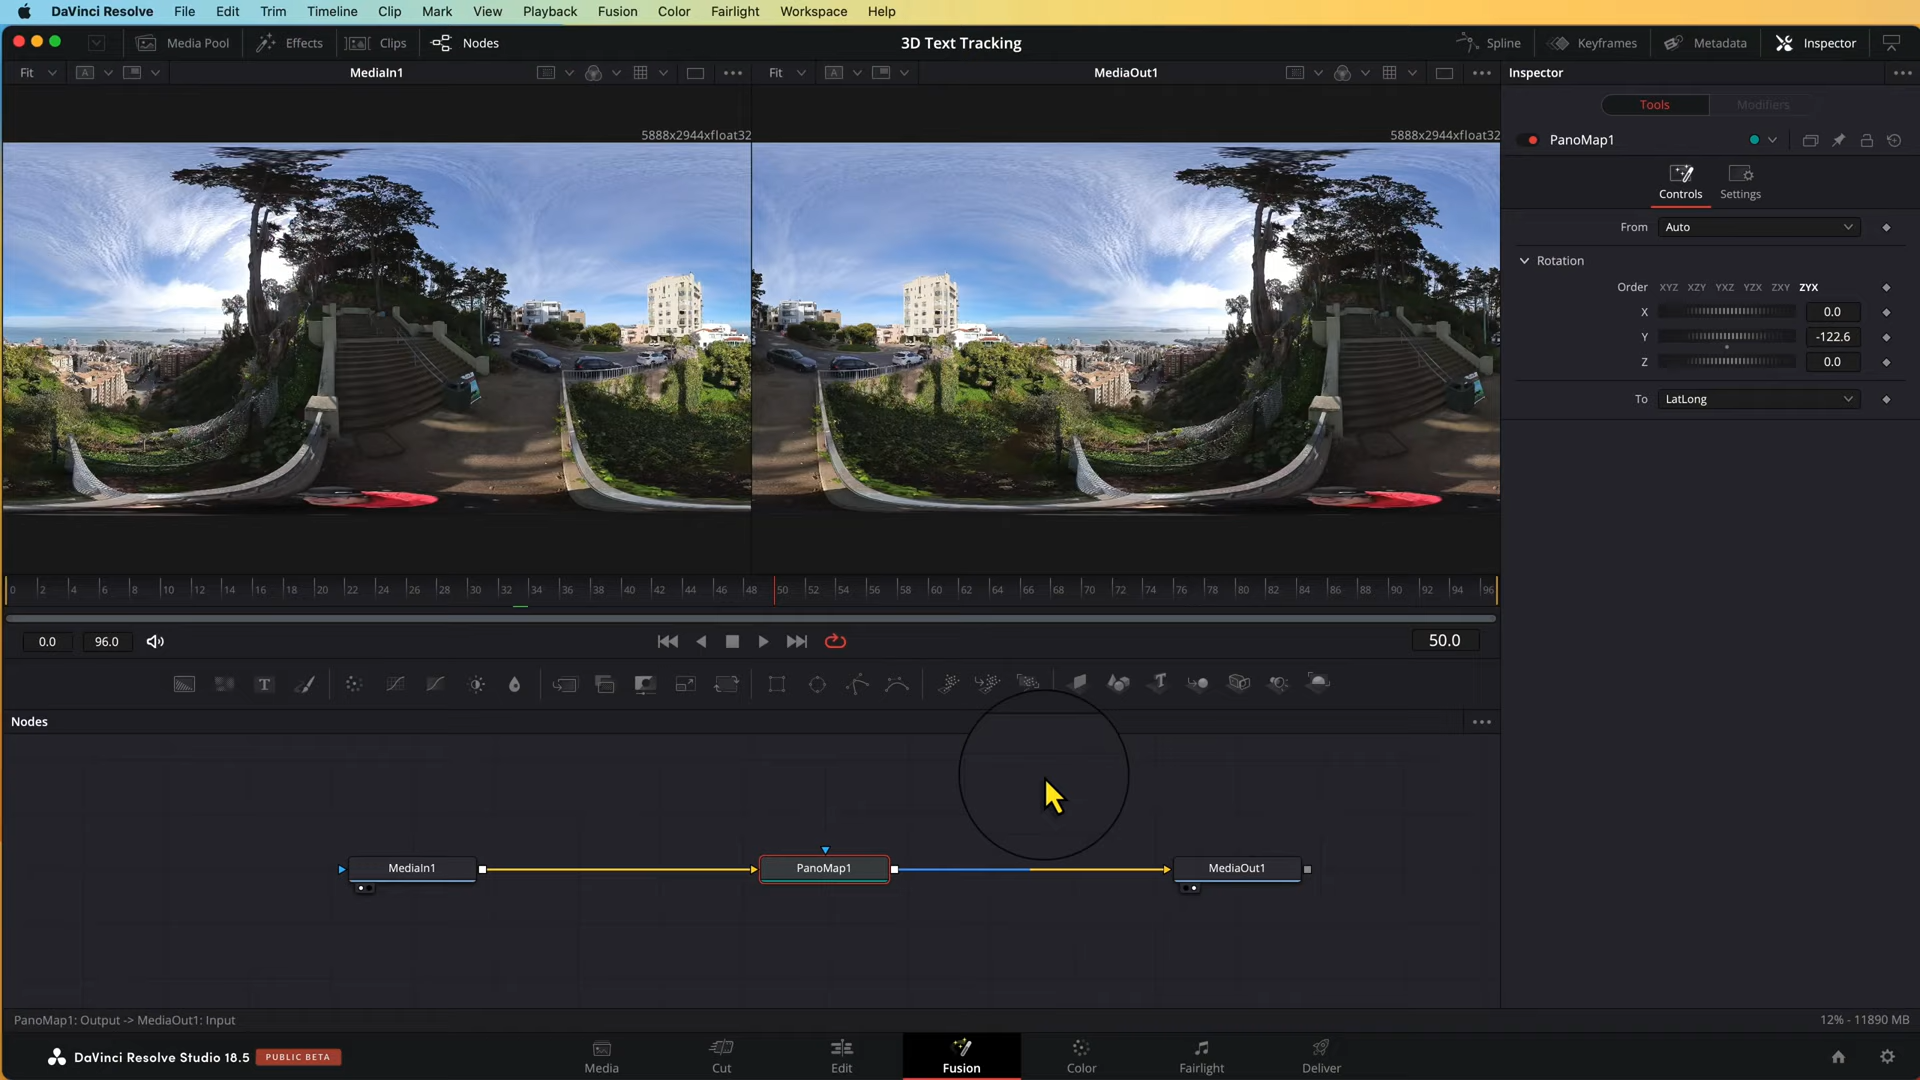 DaVinci Resolve File Edit Trim Timeline Clip Mark View Playback Fusion Color Fairlight Workspace Help
Media Pool Effects Clips Nodes 3D Text Tracking Spline Keyframes Metadata Inspector
Fit A MediaIn1 Fit A MediaOut1 Inspector
Tools Modifiers
5888x2944xfloat32 5888x2944xfloat32
PanoMap1
Controls Settings
From Auto
Rotation
Order XYZ XZY YXZ YZX ZXY ZYX
X 0.0
Y -122.6
Z 0.0
To LatLong
0 2 4 6 8 10 12 14 16 18 20 22 24 26 28 30 32 34 36 38 40 42 44 46 48 50 52 54 56 58 60 62 64 66 68 70 72 74 76 78 80 82 84 86 88 90 92 94 96
0.0 96.0 50.0
T
Nodes
MediaIn1 PanoMap1 MediaOut1
PanoMap1: Output -> MediaOut1: Input 12% - 11890 MB
DaVinci Resolve Studio 18.5 PUBLIC BETA
Media Cut Edit Fusion Color Fairlight Deliver